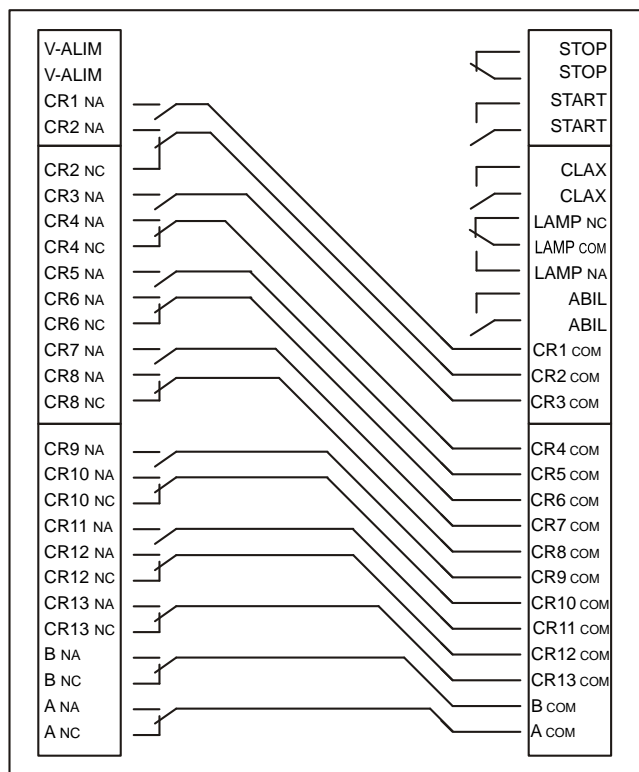 V-ALIM
V-ALIM
CR1 NA
CR2 NA
CR2 NC
CR3 NA
CR4 NA
CR4 NC
CR5 NA
CR6 NA
CR6 NC
CR7 NA
CR8 NA
CR8 NC
CR9 NA
CR10 NA
CR10 NC
CR11 NA
CR12 NA
CR12 NC
CR13 NA
CR13 NC
B NA
B NC
A NA
A NC
STOP
STOP
START
START
CLAX
CLAX
LAMP NC
LAMP COM
LAMP NA
ABIL
ABIL
CR1 COM
CR2 COM
CR3 COM
CR4 COM
CR5 COM
CR6 COM
CR7 COM
CR8 COM
CR9 COM
CR10 COM
CR11 COM
CR12 COM
CR13 COM
B COM
A COM